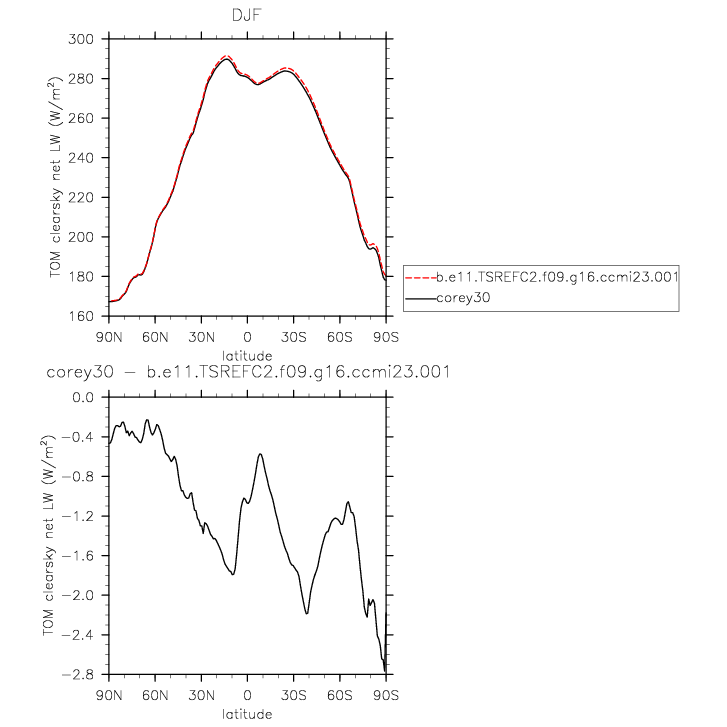 DJF
300
280
260
240
220
200
180
160
TOM clearsky net LW (W/m²)
90N 60N 30N 0 30S 60S 90S
latitude
b.e11.TSREFC2.f09.g16.ccmi23.001
corey30
corey30 − b.e11.TSREFC2.f09.g16.ccmi23.001
0.0
−0.4
−0.8
−1.2
−1.6
−2.0
−2.4
−2.8
TOM clearsky net LW (W/m²)
90N 60N 30N 0 30S 60S 90S
latitude